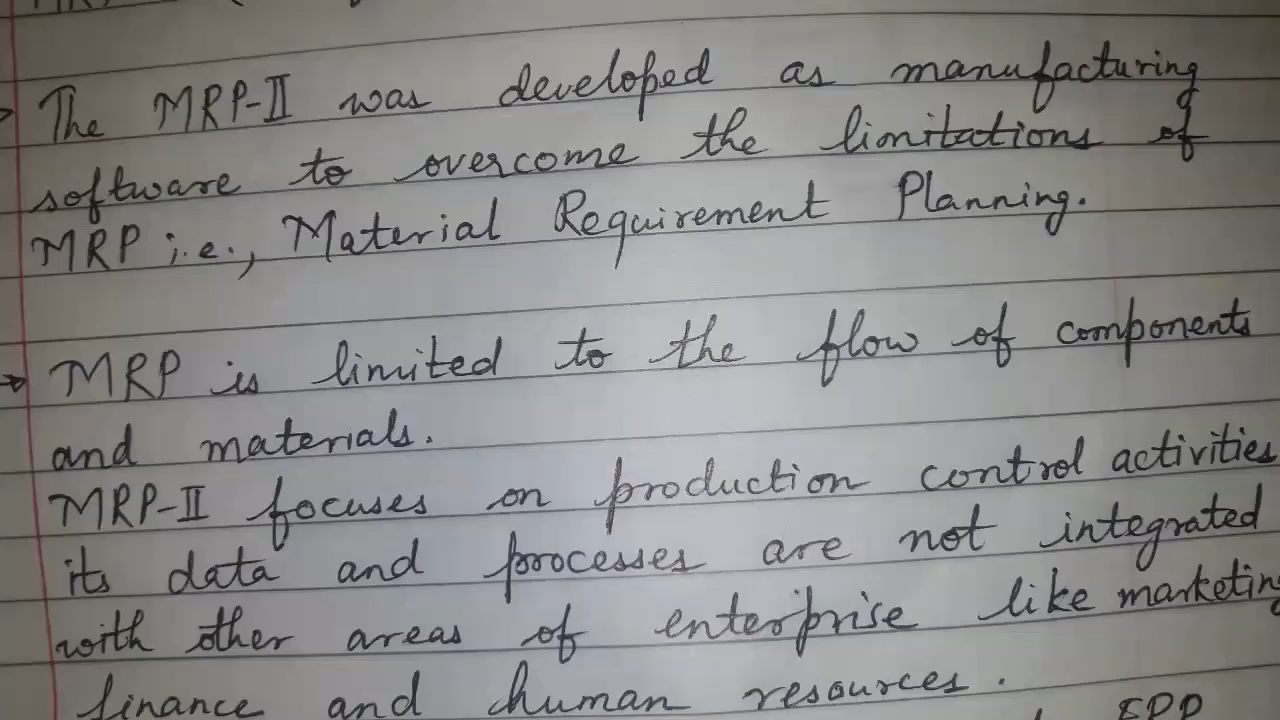 The MRP-II was developed as manufacturing
software to overcome the limitations of
MRP i.e., Material Requirement Planning.
→ MRP is limited to the flow of components
and materials.
MRP-II focuses on production control activities
its data and processes are not integrated
with other areas of enterprise like marketing
finance and human resources.